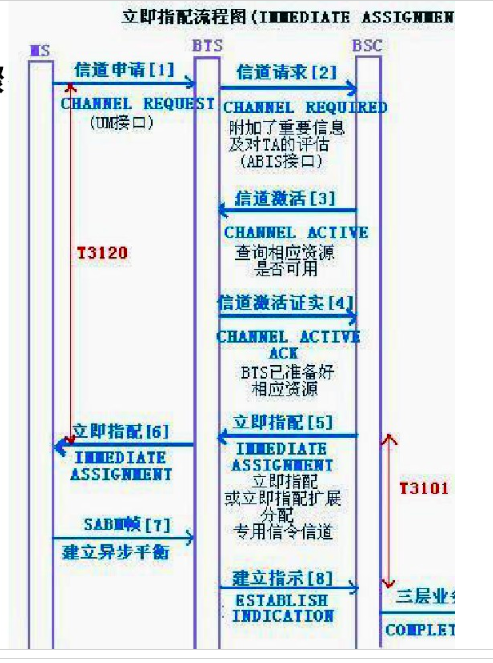 立即指配流程图(IMMEDIATE ASSIGNMEN
MS
BTS
BSC
信道申请[1]
CHANNEL REQUEST
(UM接口)
信道请求[2]
CHANNEL REQUIRED
附加了重要信息
及对TA的评估
(ABIS接口)
信道激活[3]
CHANNEL ACTIVE
查询相应资源
是否可用
T3120
信道激活证实[4]
CHANNEL ACTIVE
ACK
BTS已准备好
相应资源
立即指配[5]
IMMEDIATE
ASSIGNMENT
立即指配
或立即指配扩展
分配
专用信令信道
立即指配[6]
IMMEDIATE
ASSIGNMENT
T3101
SABM帧[7]
建立异步平衡
建立指示[8]
ESTABLISH
INDICATION
三层业
COMPLET